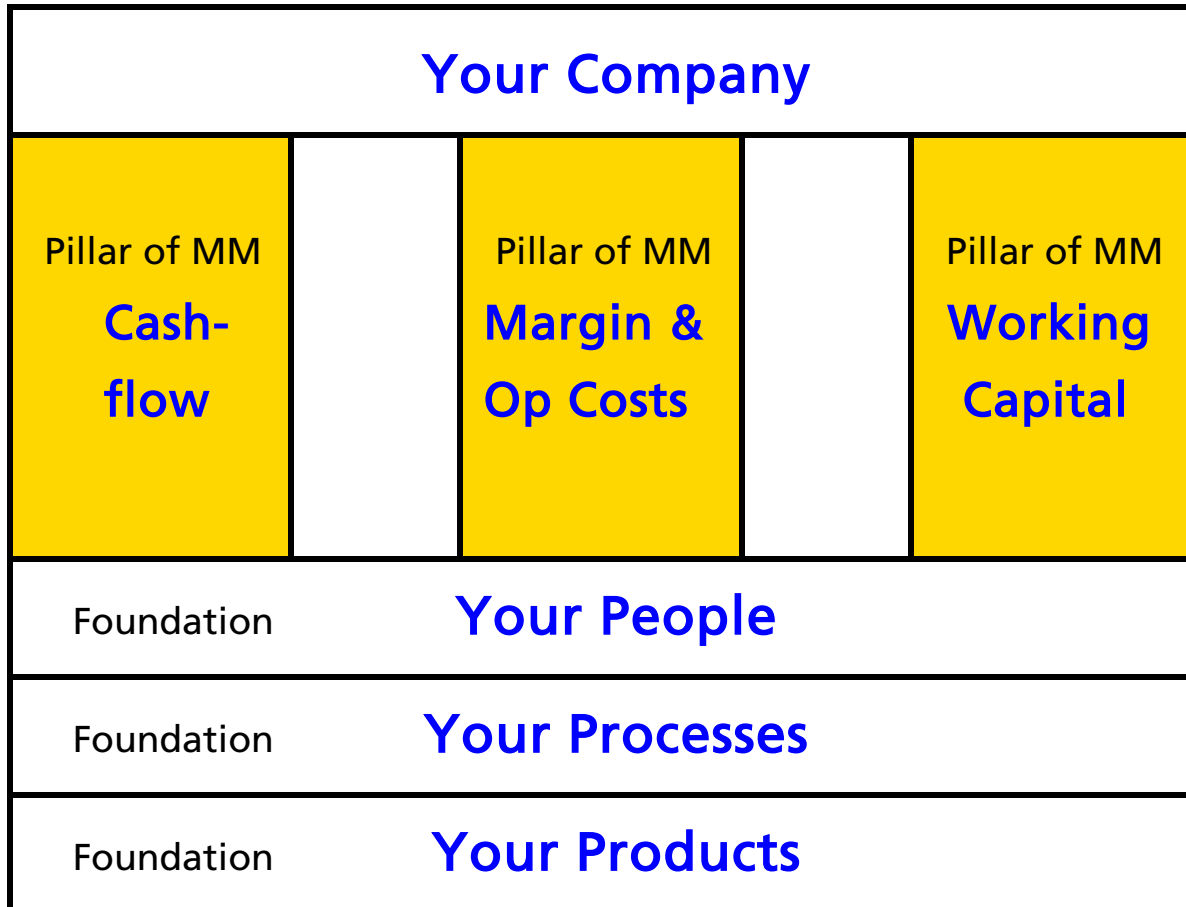 Your Company
Pillar of MM
Cash-
flow
Pillar of MM
Margin &
Op Costs
Pillar of MM
Working
Capital
Foundation Your People
Foundation Your Processes
Foundation Your Products